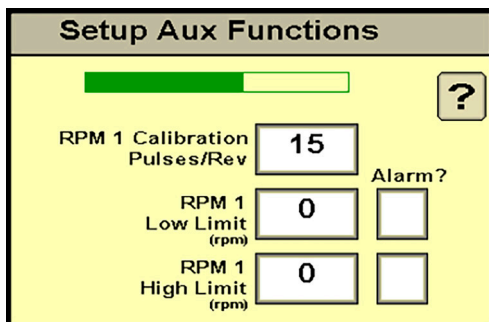 Setup Aux Functions
?
RPM 1 Calibration
Pulses/Rev
15
Alarm?
RPM 1
Low Limit
(rpm)
0
RPM 1
High Limit
(rpm)
0